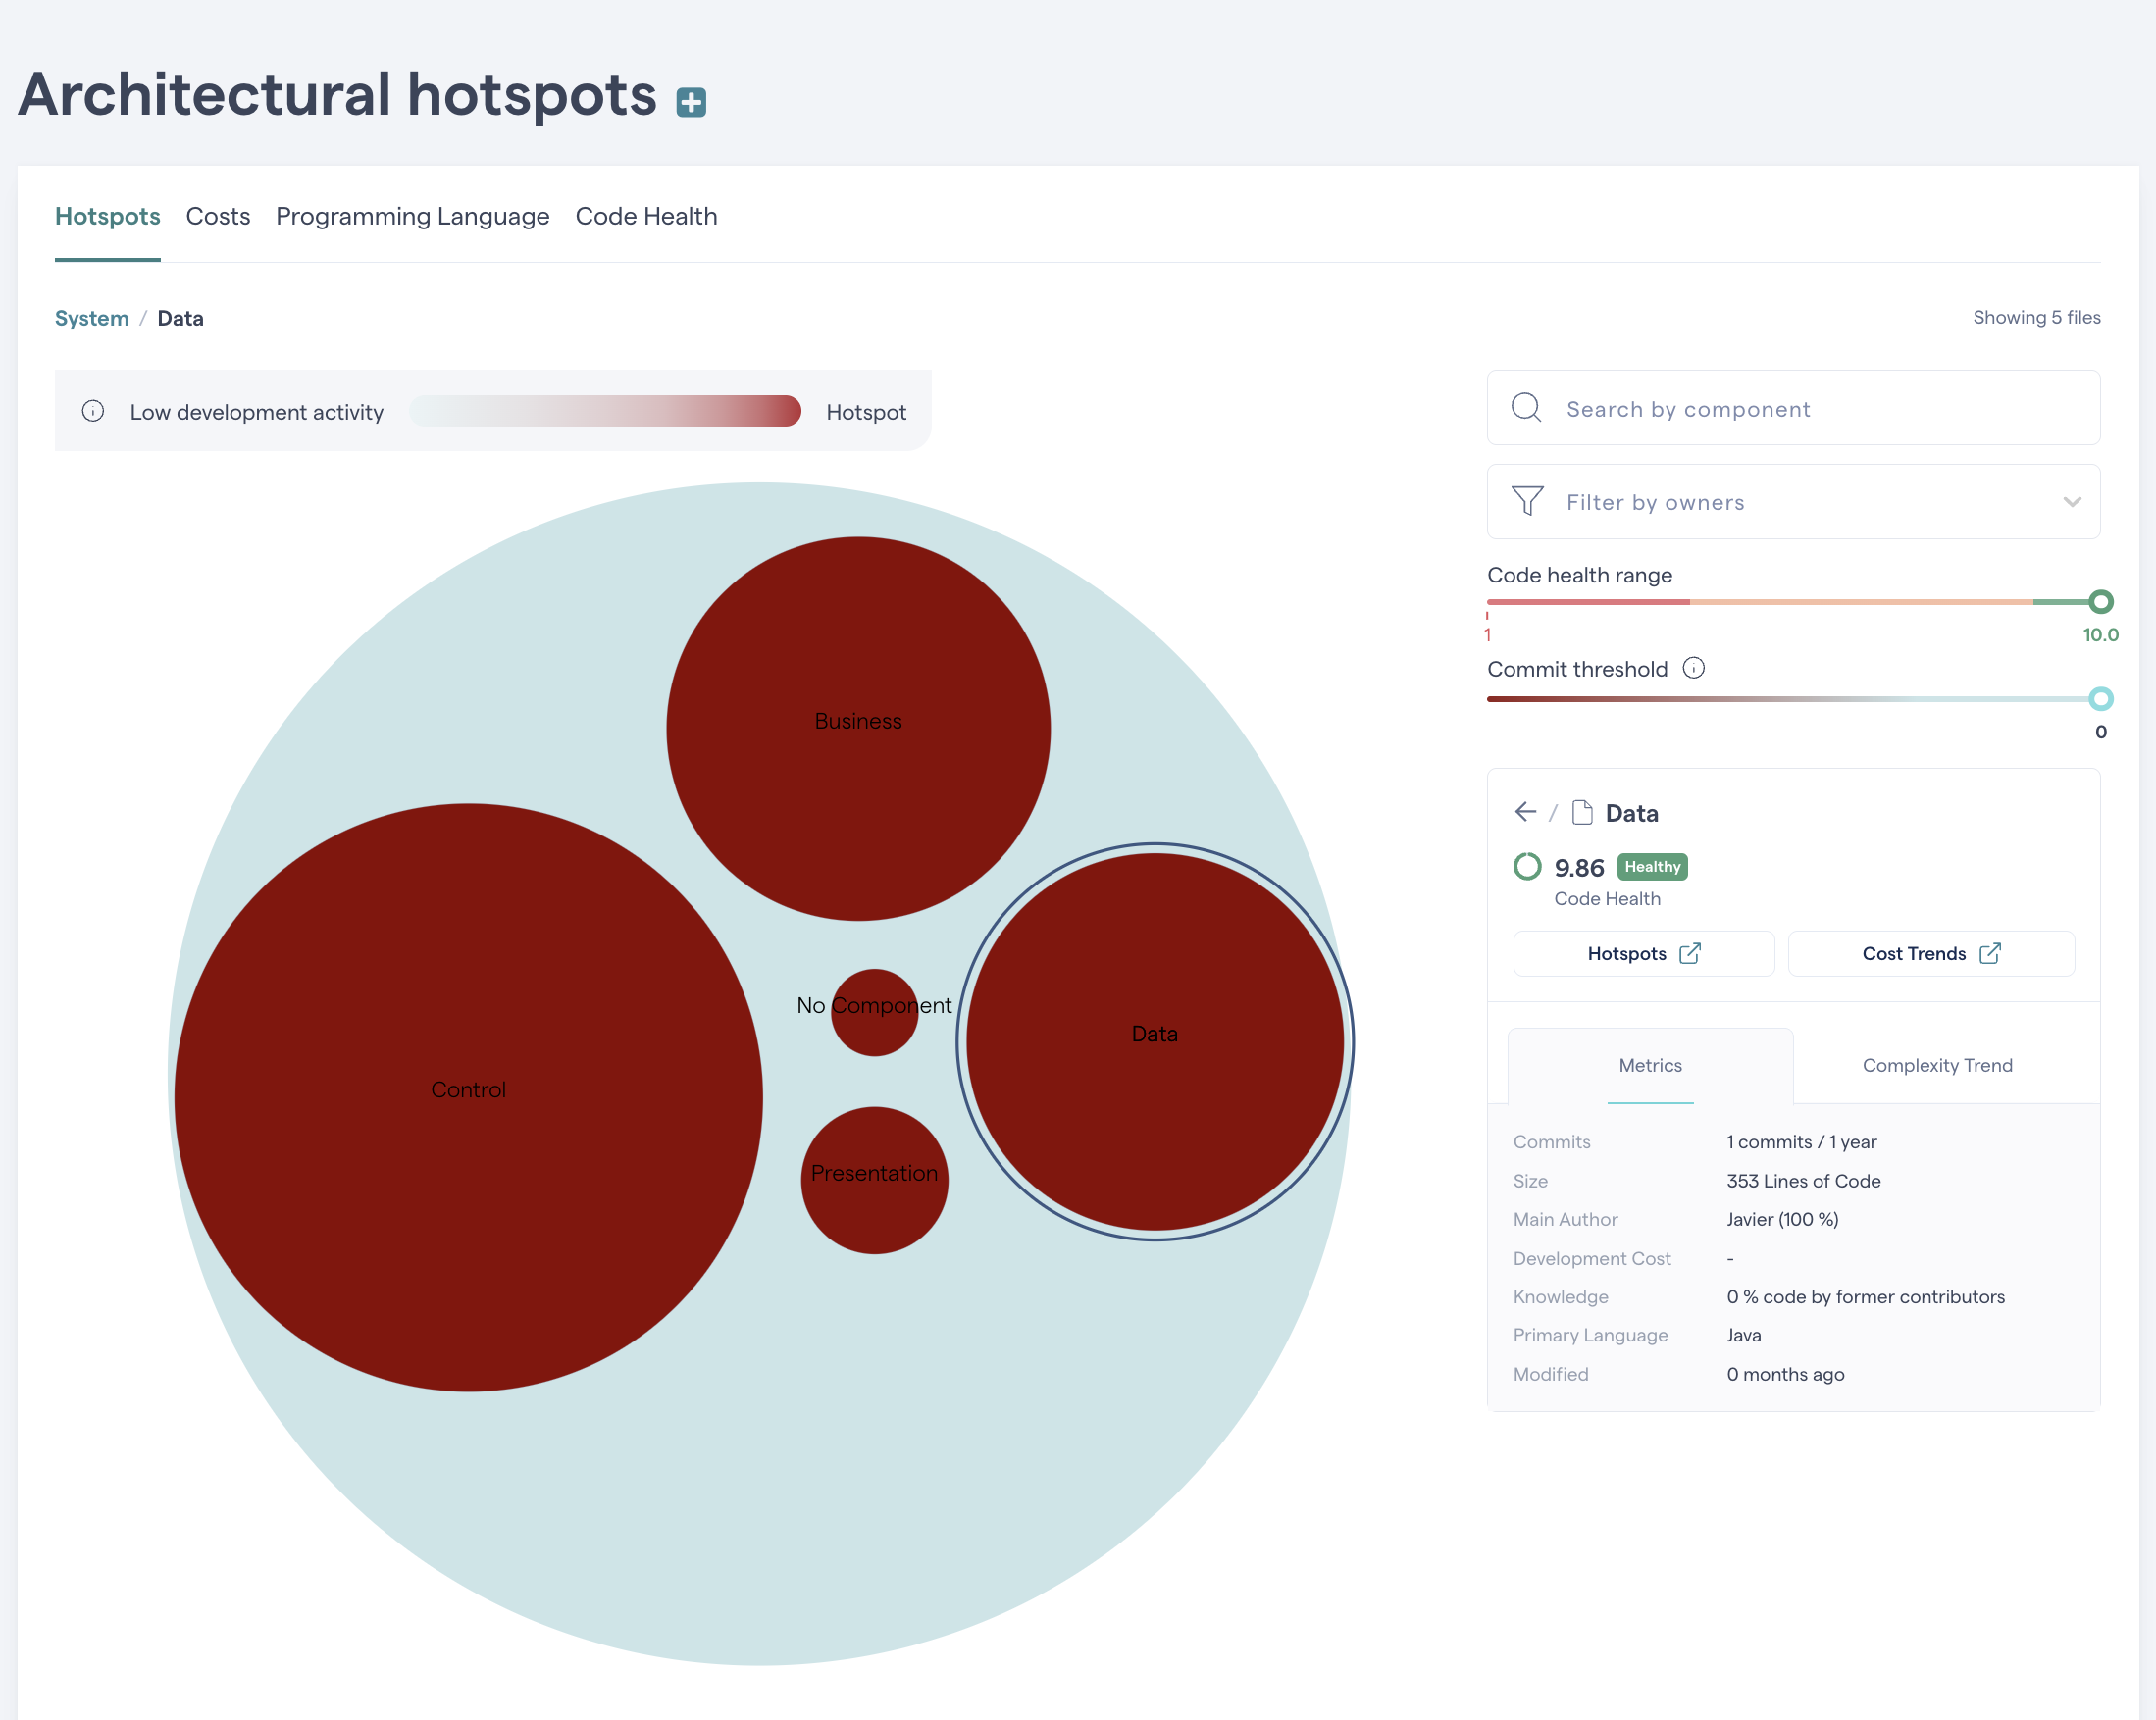 Architectural hotspots
Hotspots Costs Programming Language Code Health
System / Data
Showing 5 files
Low development activity Hotspot
Search by component
Filter by owners
Code health range
1 10.0
Commit threshold
0
Business
No Component
Data
Control
Presentation
/ Data
9.86 Healthy
Code Health
Hotspots Cost Trends
Metrics Complexity Trend
Commits 1 commits / 1 year
Size 353 Lines of Code
Main Author Javier (100 %)
Development Cost -
Knowledge 0 % code by former contributors
Primary Language Java
Modified 0 months ago